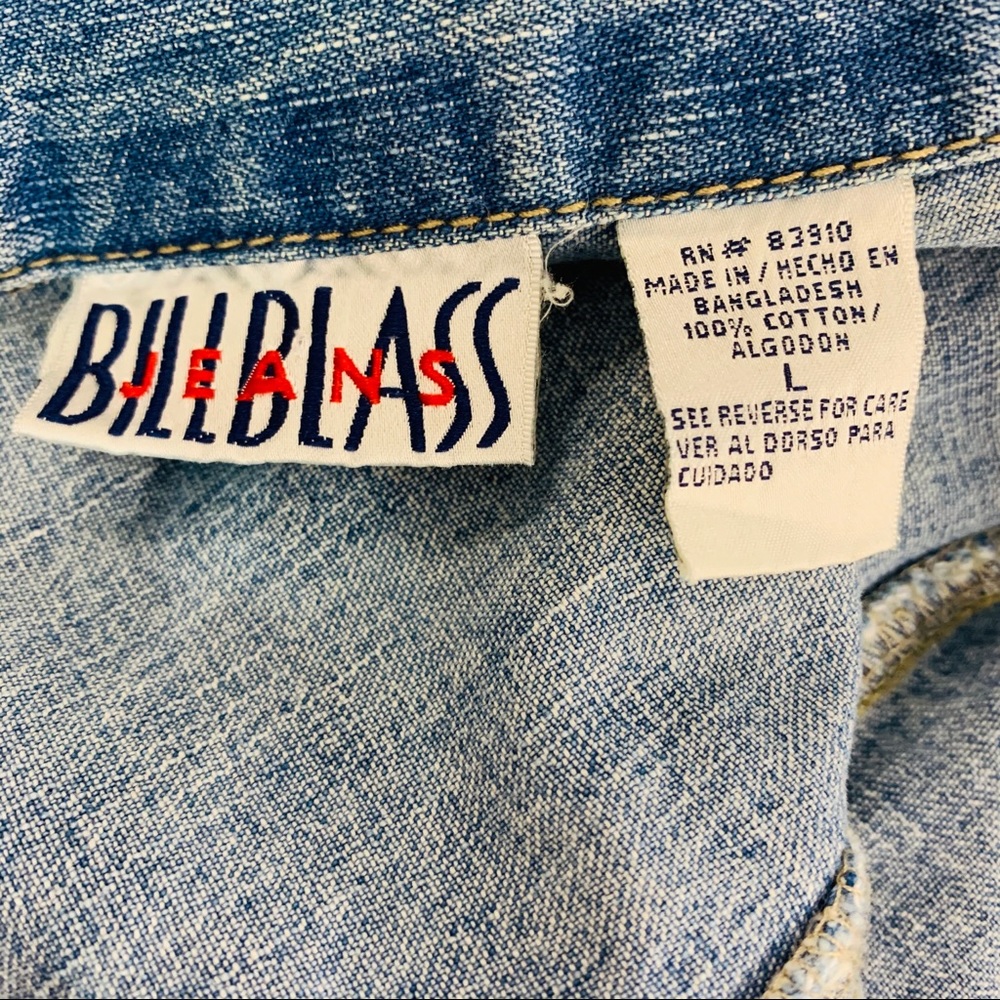 BILLBLASS
JEANS
RN# 83910
MADE IN / HECHO EN
BANGLADESH
100% COTTON/
ALGODON
L
SEE REVERSE FOR CARE
VER AL DORSO PARA
CUIDADO